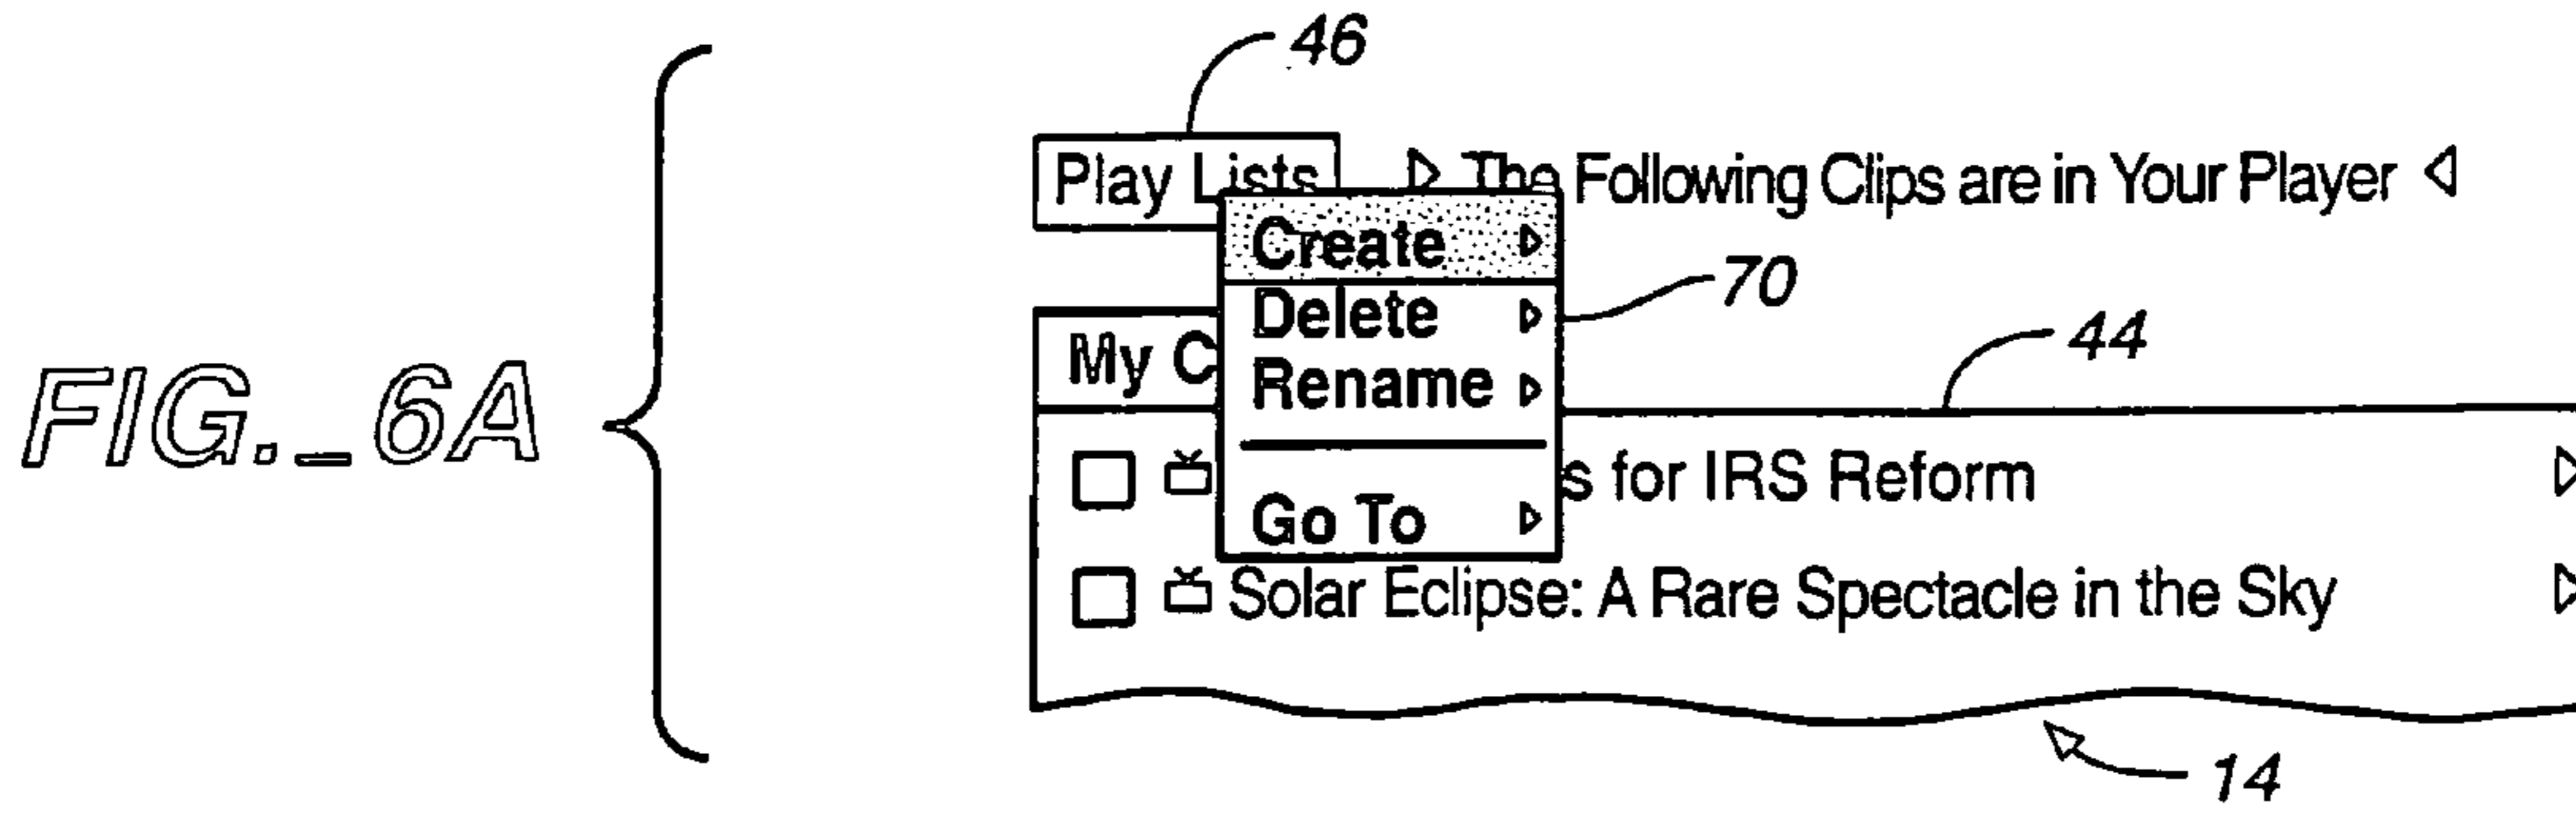 46
Play Lists ▷ The Following Clips are in Your Player ◁
Create ▷
Delete ▷
70
My C
Rename ▷
44
FIG._6A
s for IRS Reform ▷
Go To ▷
Solar Eclipse: A Rare Spectacle in the Sky ▷
14